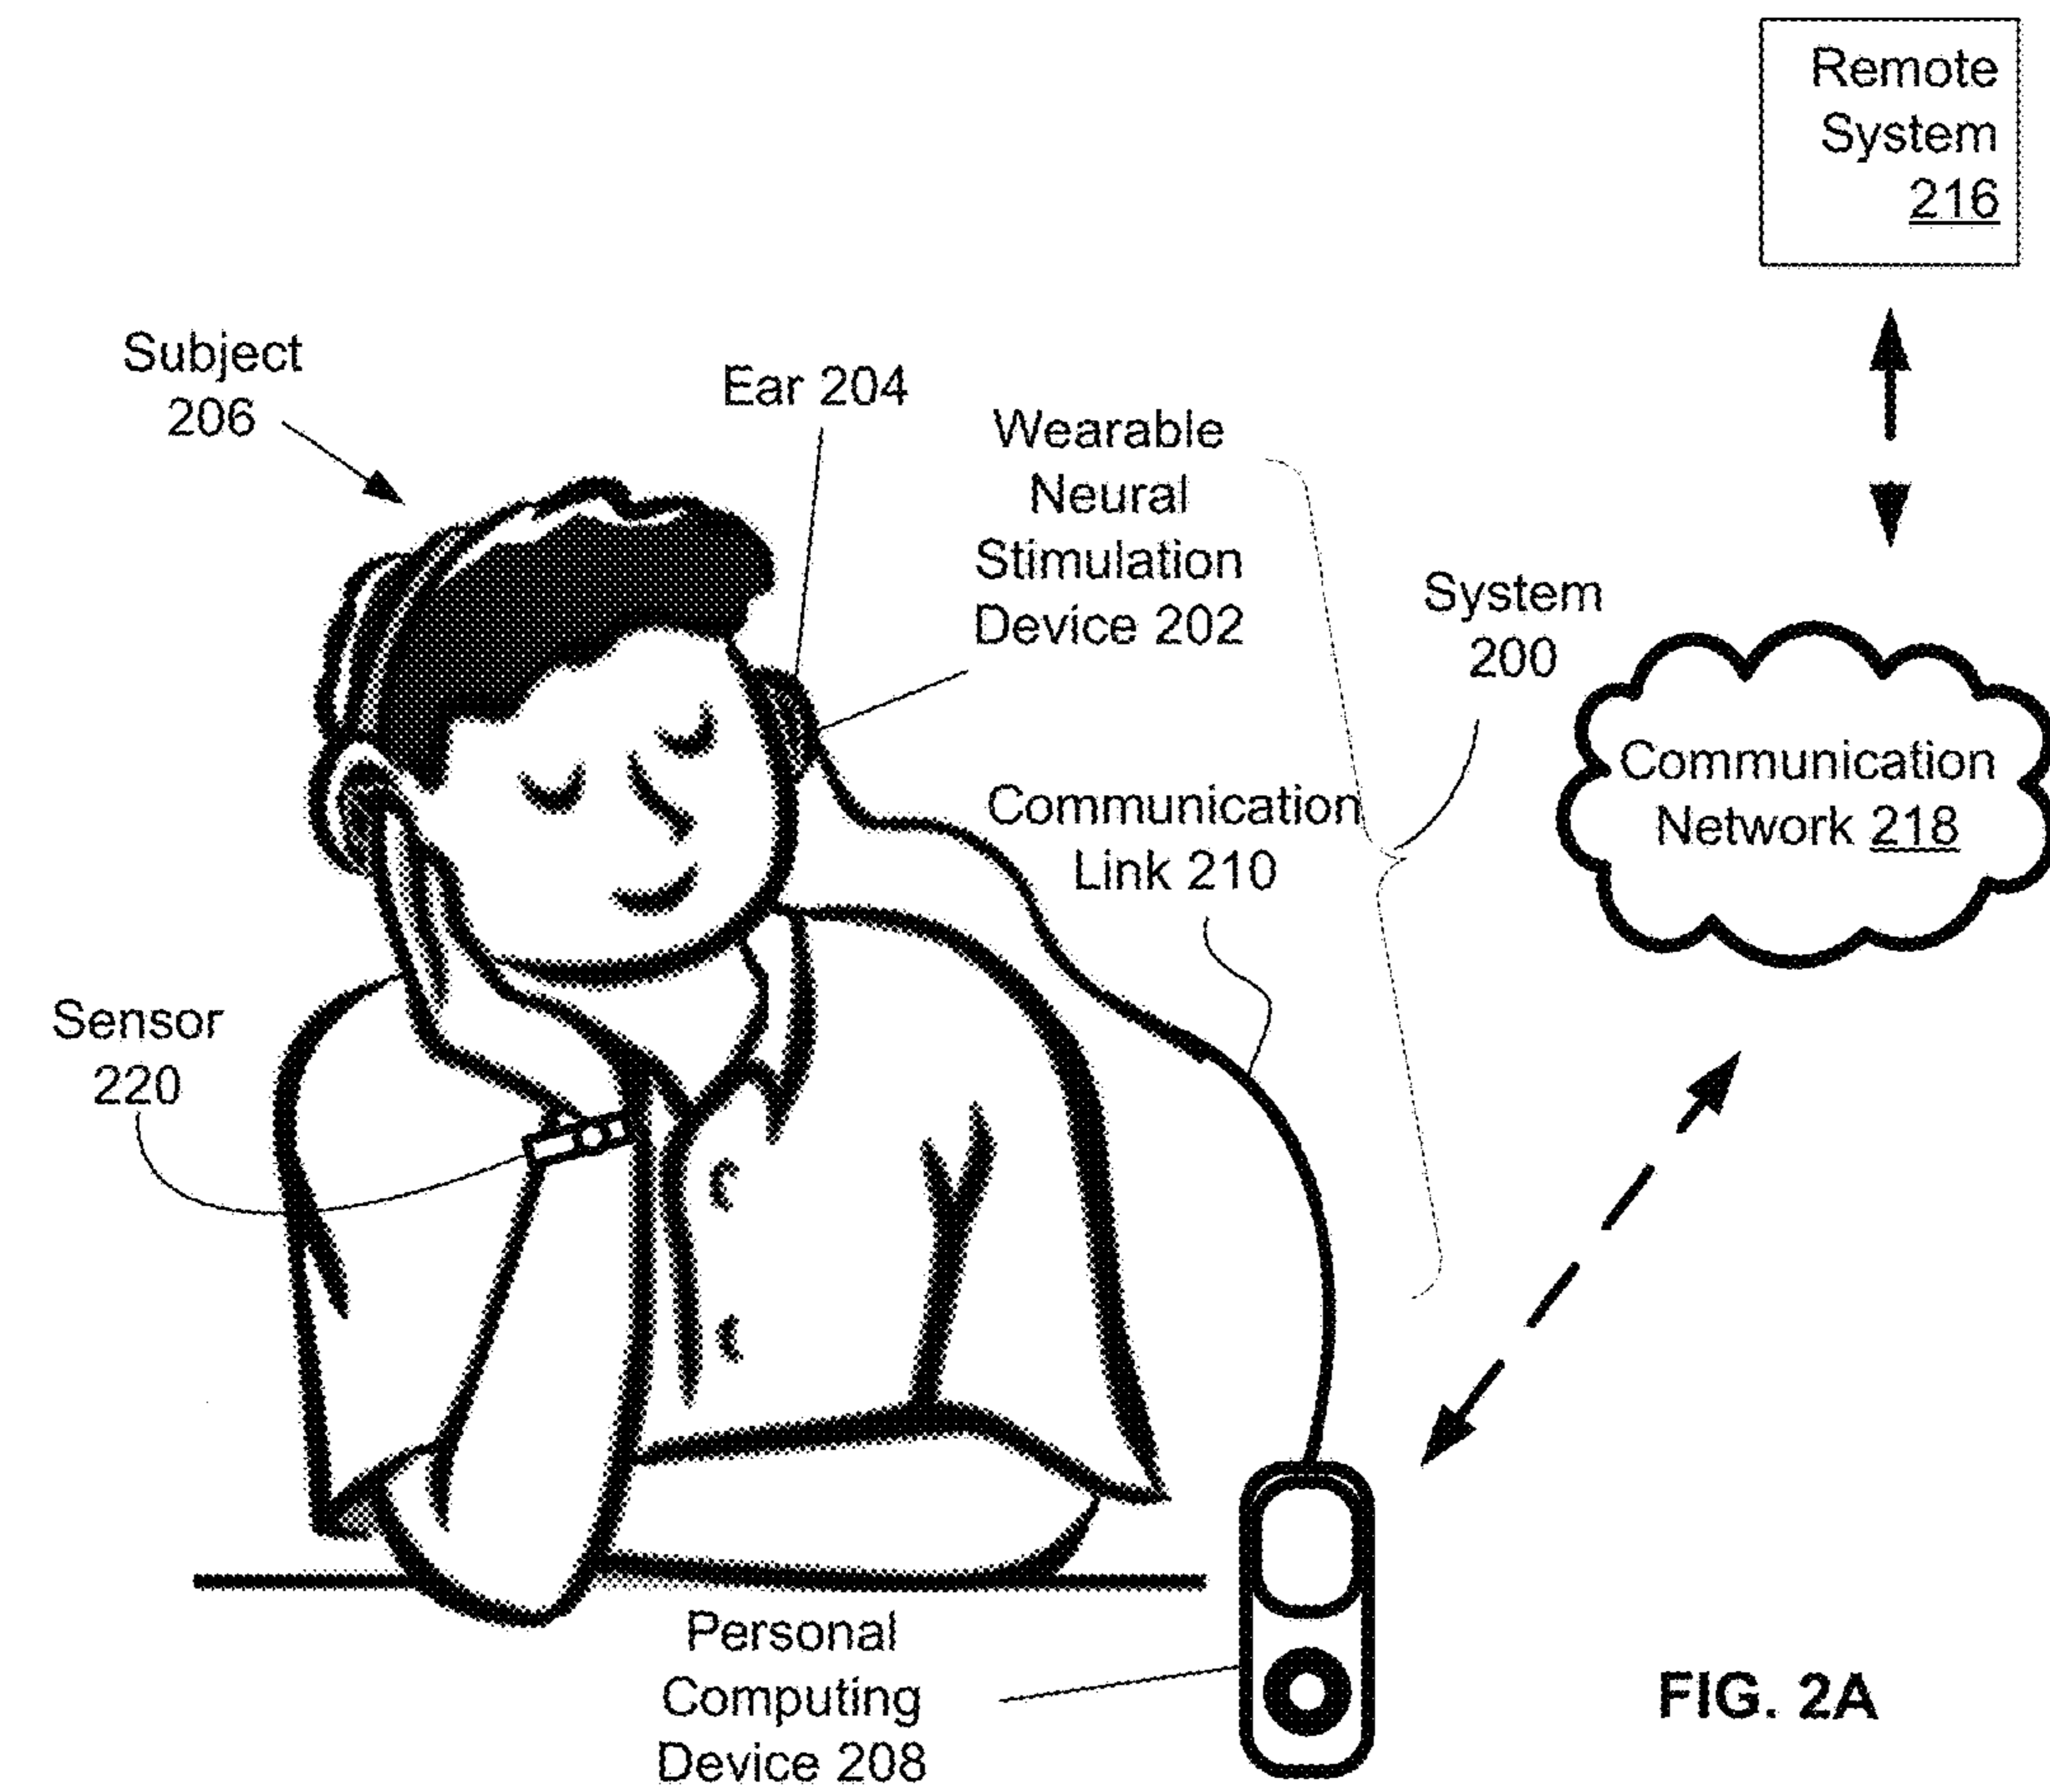 Remote
System
216
Subject
206
Ear 204
Wearable
Neural
Stimulation
Device 202
System
200
Communication
Link 210
Communication
Network 218
Sensor
220
Personal
Computing
Device 208
FIG. 2A